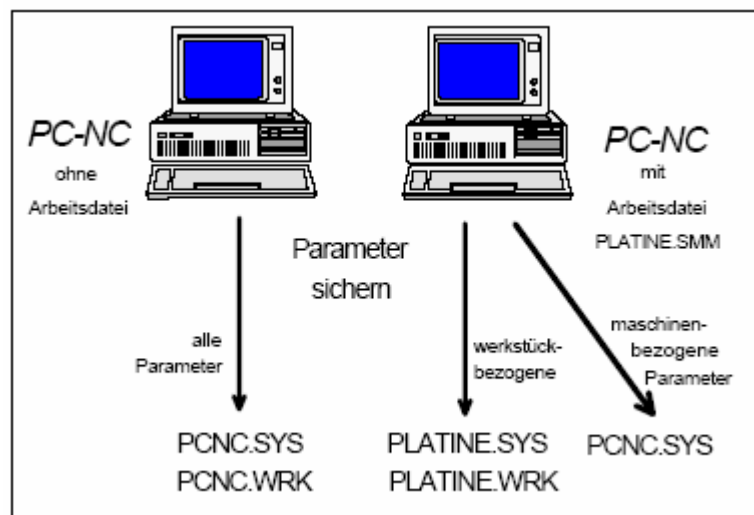 PC-NC
ohne
Arbeitsdatei
PC-NC
mit
Arbeitsdatei
PLATINE.SMM
Parameter
sichern
alle
Parameter
werkstück-
bezogene
maschinen-
bezogene
Parameter
PCNC.SYS
PCNC.WRK
PLATINE.SYS
PLATINE.WRK
PCNC.SYS